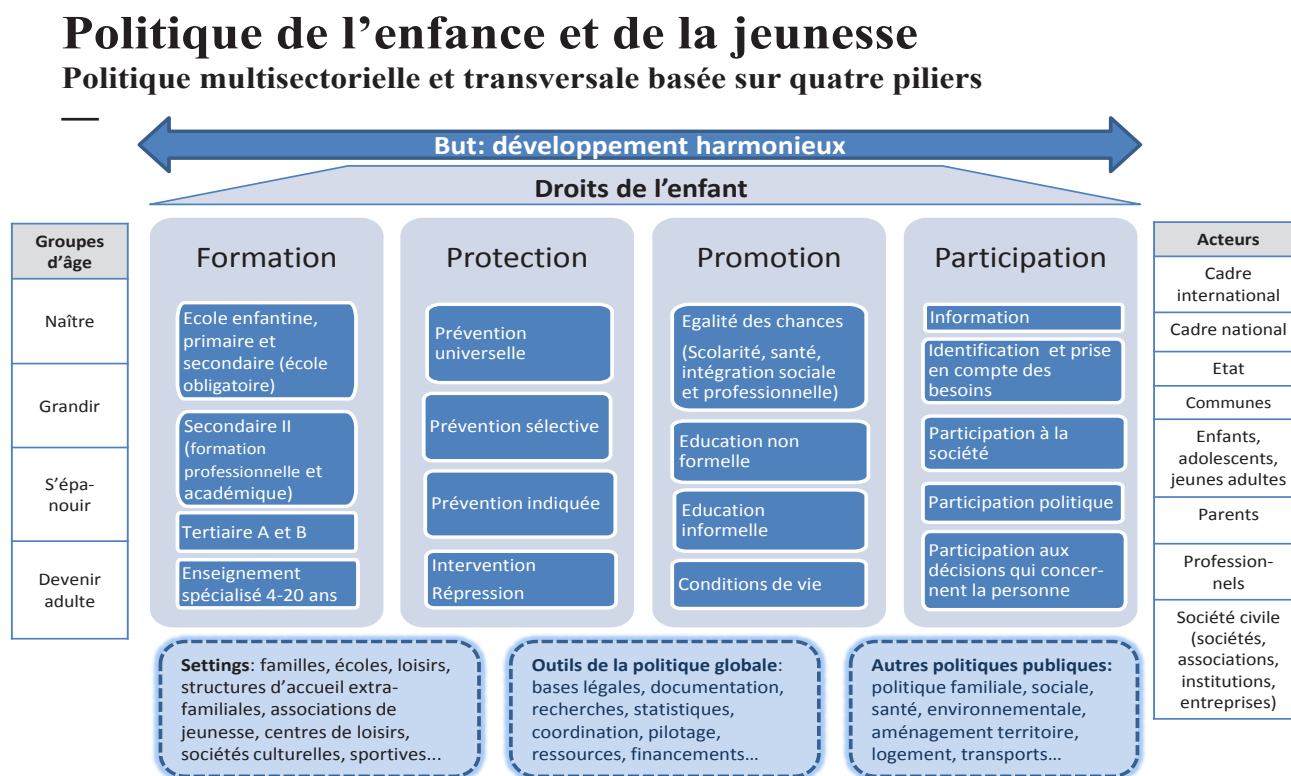 Politique de l’enfance et de la jeunesse
Politique multisectorielle et transversale basée sur quatre piliers
But: développement harmonieux
Droits de l’enfant
Groupes
d’âge
Naître
Grandir
S’épa-
nouir
Devenir
adulte
Formation
Ecole enfantine,
primaire et
secondaire (école
obligatoire)
Secondaire II
(formation
professionnelle et
académique)
Tertiaire A et B
Enseignement
spécialisé 4-20 ans
Protection
Prévention
universelle
Prévention sélective
Prévention indiquée
Intervention
Répression
Promotion
Egalité des chances
(Scolarité, santé,
intégration sociale
et professionnelle)
Education non
formelle
Education
informelle
Conditions de vie
Participation
Information
Identification et prise
en compte des
besoins
Participation à la
société
Participation politique
Participation aux
décisions qui concer-
nent la personne
Acteurs
Cadre
international
Cadre national
Etat
Communes
Enfants,
adolescents,
jeunes adultes
Parents
Profession-
nels
Société civile
(sociétés,
associations,
institutions,
entreprises)
Settings: familles, écoles, loisirs,
structures d’accueil extra-
familiales, associations de
jeunesse, centres de loisirs,
sociétés culturelles, sportives...
Outils de la politique globale:
bases légales, documentation,
recherches, statistiques,
coordination, pilotage,
ressources, financements…
Autres politiques publiques:
politique familiale, sociale,
santé, environnementale,
aménagement territoire,
logement, transports…